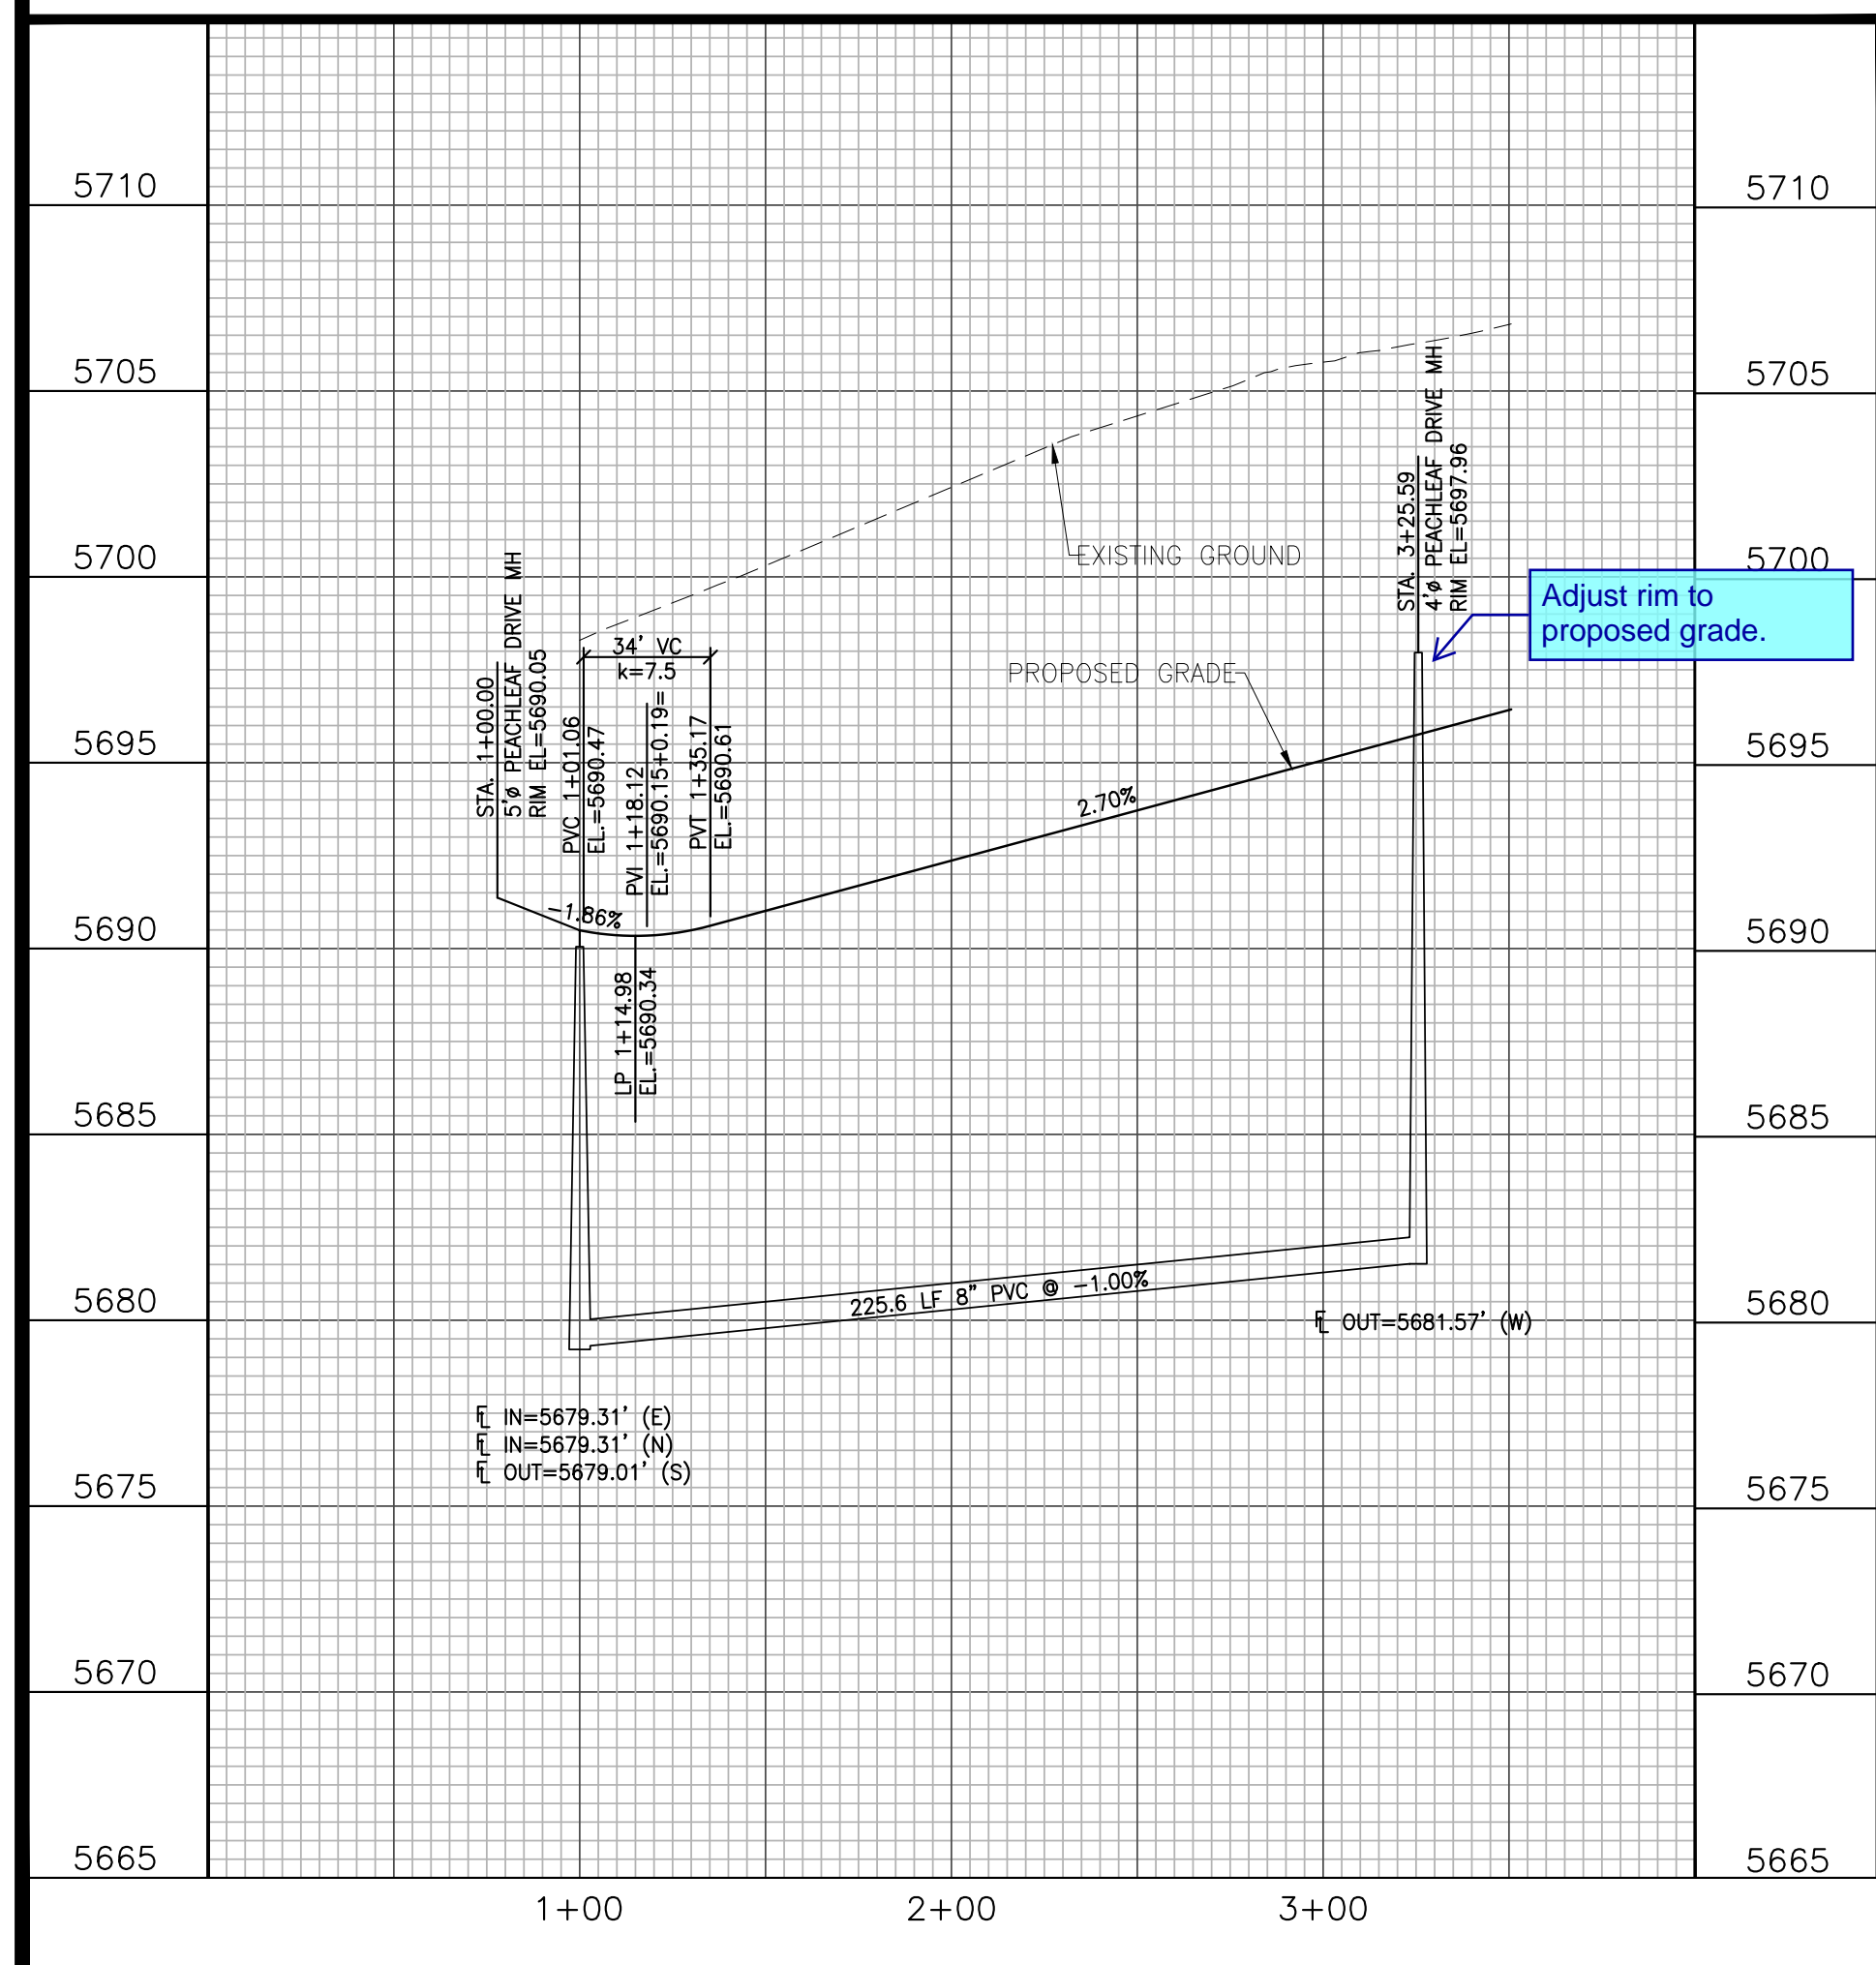 5710
5705
5700
5695
5690
5685
5680
5675
5670
5665
5710
5705
5700
5695
5690
5685
5680
5675
5670
5665
1+00
2+00
3+00
STA. 1+00.00
5'ø PEACHLEAF DRIVE MH
RIM EL=5690.05
34' VC
k=7.5
PVC 1+01.06
EL.=5690.47
PVI 1+18.12
EL.=5690.15+0.19=
PVT 1+35.17
EL.=5690.61
-1.86%
LP 1+14.98
EL.=5690.34
EXISTING GROUND
PROPOSED GRADE
2.70%
STA. 3+25.59
4'ø PEACHLEAF DRIVE MH
RIM EL=5697.96
Adjust rim to
proposed grade.
225.6 LF 8" PVC @ -1.00%
FL OUT=5681.57' (W)
FL IN=5679.31' (E)
FL IN=5679.31' (N)
FL OUT=5679.01' (S)